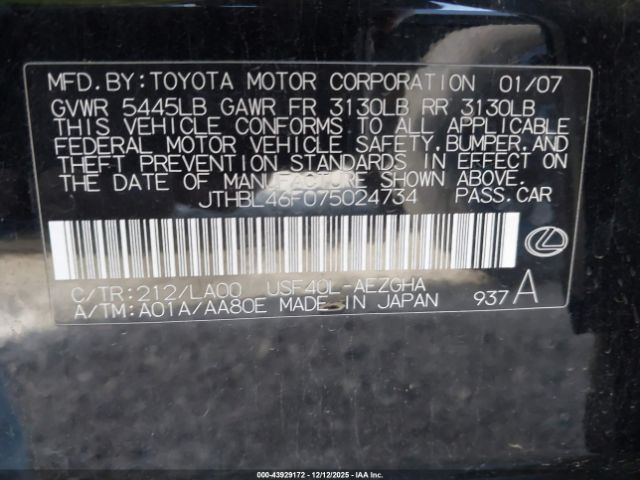 MFD.BY:TOYOTA MOTOR CORPORATION 01/07
GVWR 5445LB GAWR FR 3130LB RR 3130LB
THIS VEHICLE CONFORMS TO ALL APPLICABLE
FEDERAL MOTOR VEHICLE SAFETY,BUMPER,AND
THEFT PREVENTION STANDARDS IN EFFECT ON
THE DATE OF MANUFACTURE SHOWN ABOVE.
JTHBL46F075024734 PASS.CAR
C/TR:212/LA00 USF40L-AEZGHA
A/TM:A01A/AA80E MADE IN JAPAN 937A
000-43929172 - 12/12/2025 - IAAI.com